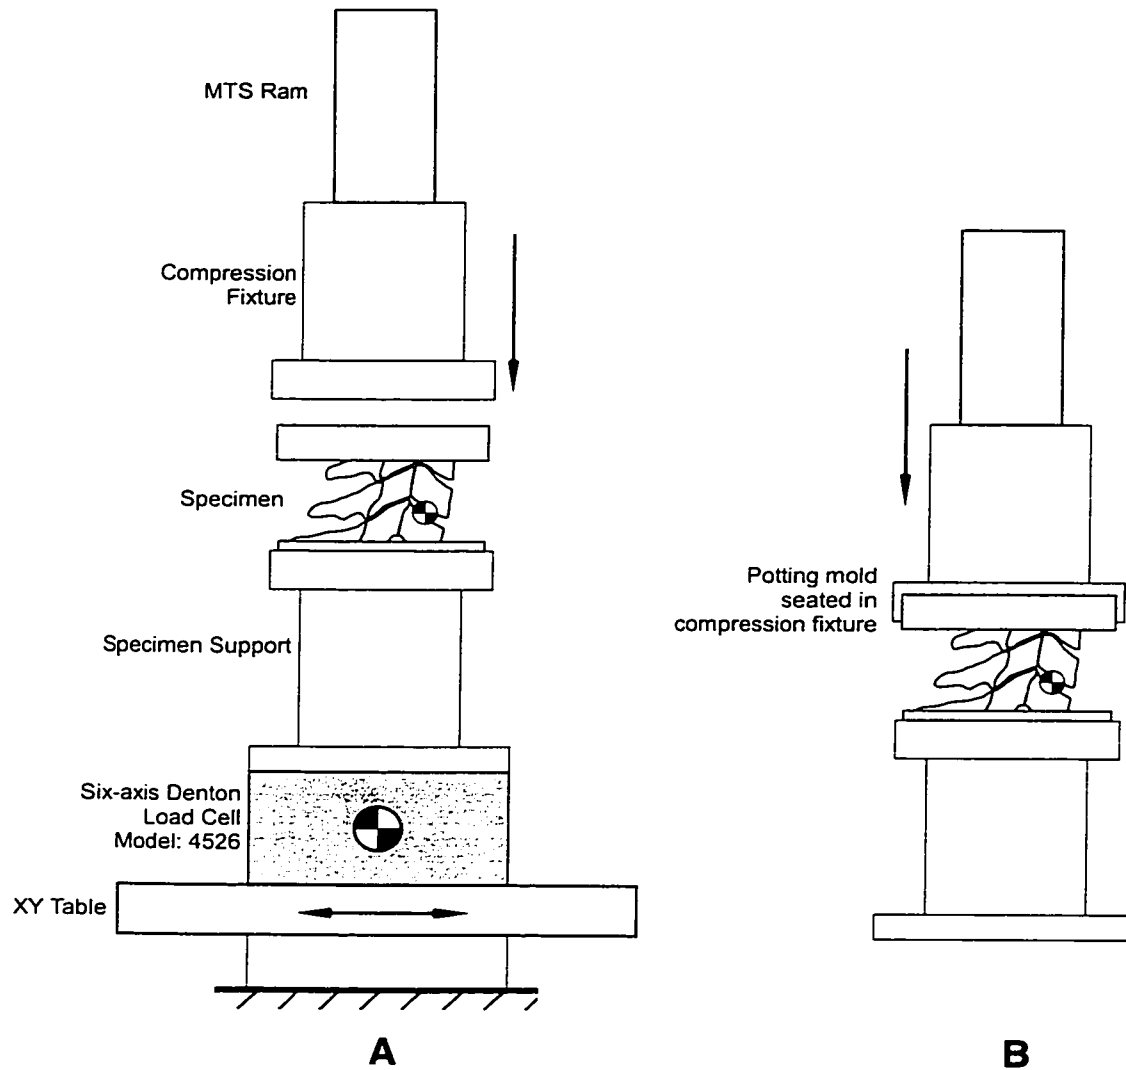 MTS Ram
Compression
Fixture
Specimen
Specimen Support
Six-axis Denton
Load Cell
Model: 4526
XY Table
A
Potting mold
seated in
compression fixture
B